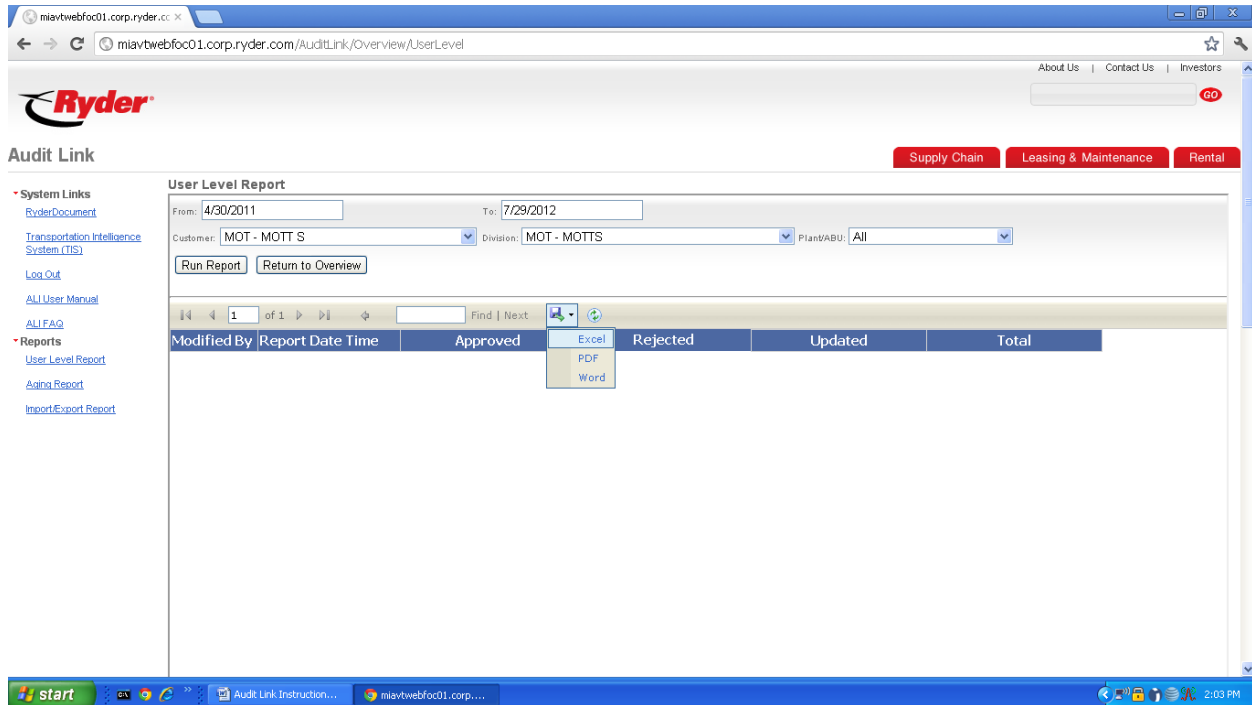 miavtwebfoc01.corp.ryder.cc
miavtwebfoc01.corp.ryder.com/AuditLink/Overview/UserLevel
About Us | Contact Us | Investors
Ryder
GO
Audit Link
Supply Chain
Leasing & Maintenance
Rental
System Links
RyderDocument
Transportation Intelligence
System (TIS)
Log Out
ALI User Manual
ALI FAQ
Reports
User Level Report
Aging Report
Import/Export Report
User Level Report
From: 4/30/2011 To: 7/29/2012
Customer: MOT - MOTT S Division: MOT - MOTTS Plant/ABU: All
Run Report Return to Overview
1 of 1 Find | Next
Modified By Report Date Time Approved Rejected Updated Total
Excel
PDF
Word
start Audit Link Instruction... miavtwebfoc01.corp.... 2:03 PM